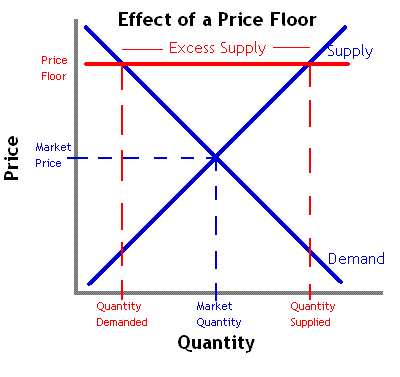 Effect of a Price Floor
Excess Supply
Supply
Price
Floor
Market
Price
Price
Demand
Quantity
Demanded
Market
Quantity
Quantity
Supplied
Quantity